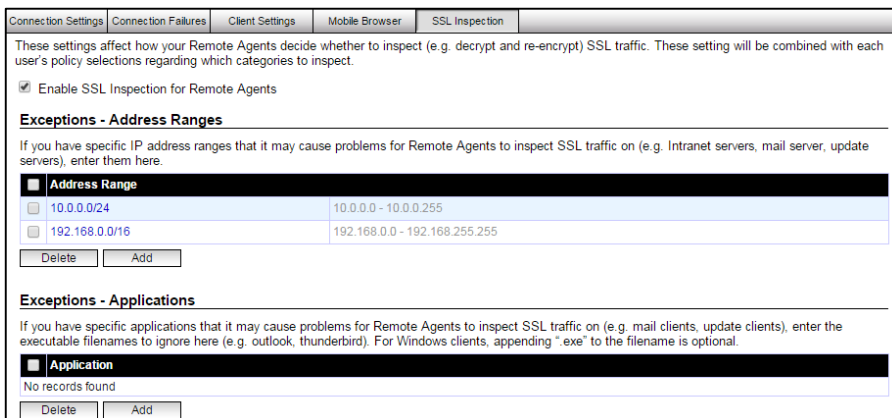 Connection Settings Connection Failures Client Settings Mobile Browser SSL Inspection
These settings affect how your Remote Agents decide whether to inspect (e.g. decrypt and re-encrypt) SSL traffic. These setting will be combined with each
user's policy selections regarding which categories to inspect.
Enable SSL Inspection for Remote Agents
Exceptions - Address Ranges
If you have specific IP address ranges that it may cause problems for Remote Agents to inspect SSL traffic on (e.g. Intranet servers, mail server, update
servers), enter them here.
Address Range
10.0.0.0/24 10.0.0.0 - 10.0.0.255
192.168.0.0/16 192.168.0.0 - 192.168.255.255
Delete Add
Exceptions - Applications
If you have specific applications that it may cause problems for Remote Agents to inspect SSL traffic on (e.g. mail clients, update clients), enter the
executable filenames to ignore here (e.g. outlook, thunderbird). For Windows clients, appending ".exe" to the filename is optional.
Application
No records found
Delete Add